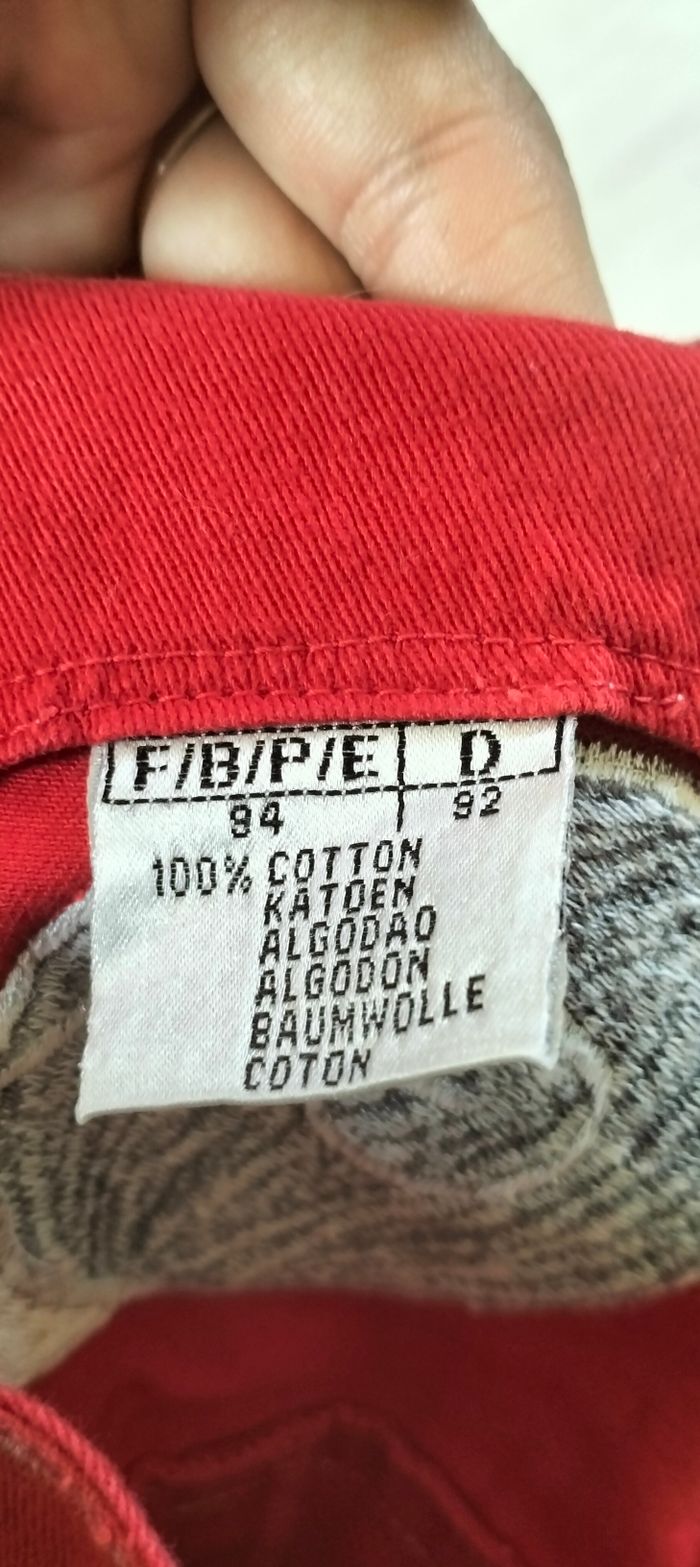 F/B/P/E D
94 92
100% COTTON
KATOEN
ALGODAO
ALGODON
BAUMWOLLE
COTON